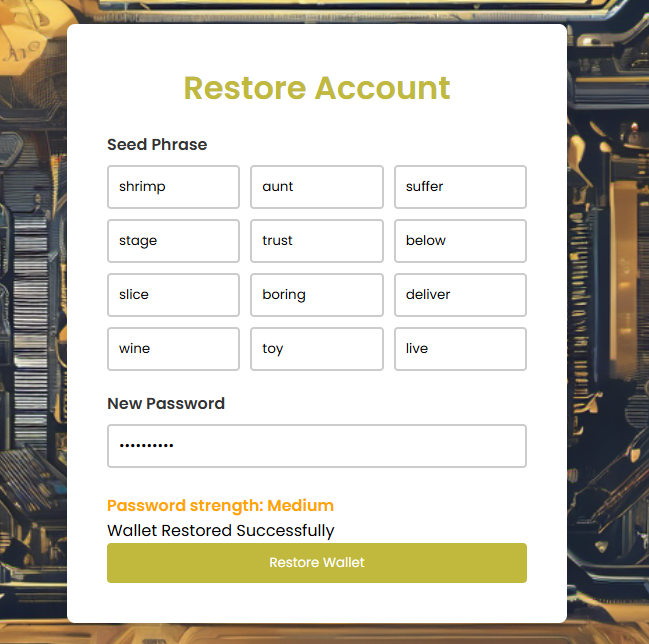 Restore Account
Seed Phrase
shrimp aunt suffer
stage trust below
slice boring deliver
wine toy live
New Password
••••••••••
Password strength: Medium
Wallet Restored Successfully
Restore Wallet